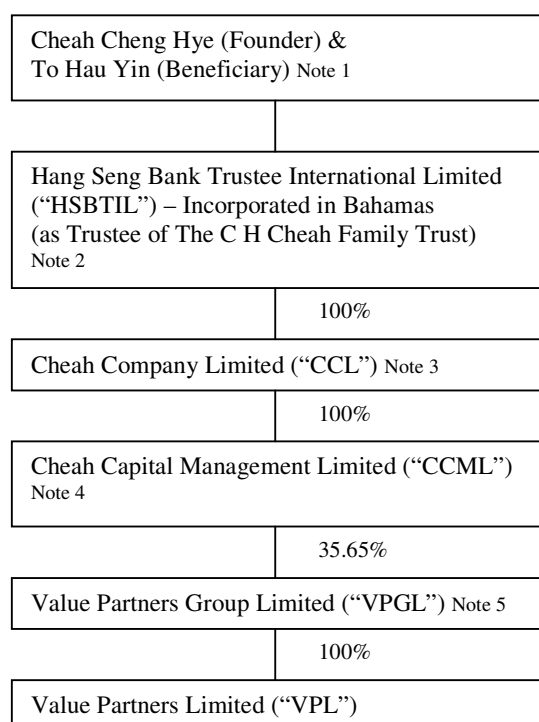 Cheah Cheng Hye (Founder) &
To Hau Yin (Beneficiary) Note 1
Hang Seng Bank Trustee International Limited
(“HSBTIL”) – Incorporated in Bahamas
(as Trustee of The C H Cheah Family Trust)
Note 2
100%
Cheah Company Limited (“CCL”) Note 3
100%
Cheah Capital Management Limited (“CCML”)
Note 4
35.65%
Value Partners Group Limited (“VPGL”) Note 5
100%
Value Partners Limited (“VPL”)